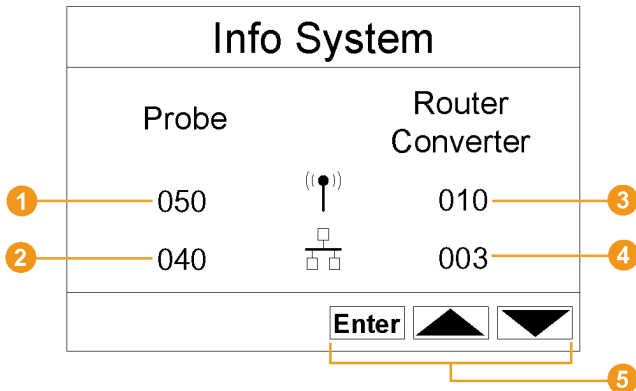 Info System
Probe
Router
Converter
1
050
010
3
2
040
003
4
Enter
5